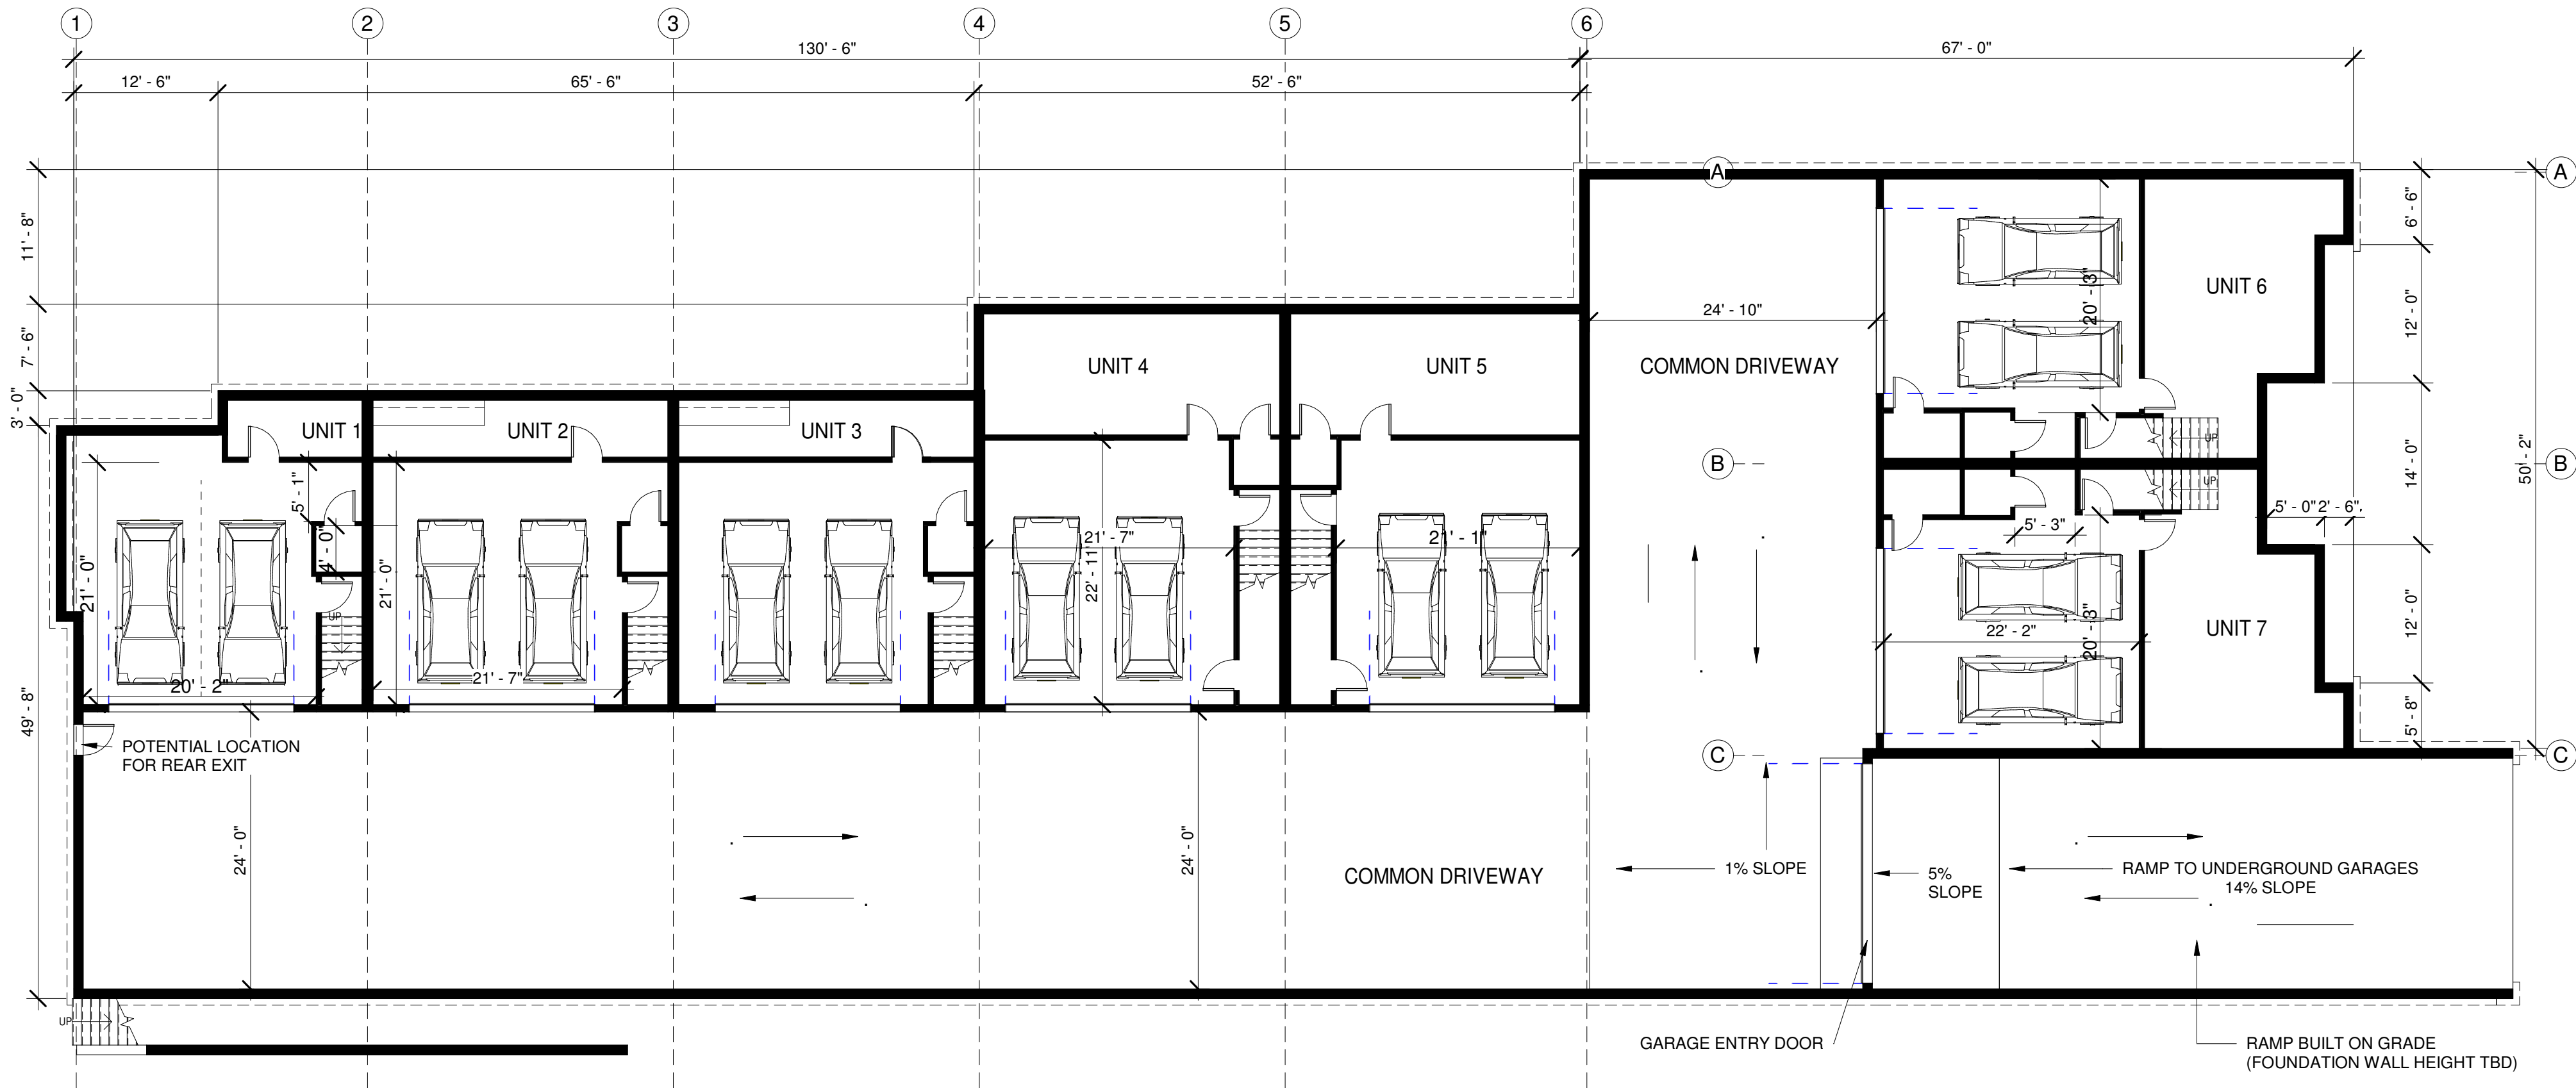 1
2
3
4
5
6
130' - 6"
67' - 0"
12' - 6"
65' - 6"
52' - 6"
A
A
11' - 8"
6' - 6"
7' - 6"
3' - 0"
49' - 8"
12' - 0"
14' - 0"
50' - 2"
12' - 0"
5' - 8"
24' - 10"
20' - 3"
UNIT 6
UNIT 4
UNIT 5
COMMON DRIVEWAY
UNIT 1
UNIT 2
UNIT 3
UP
B
B
UP
5' - 1"
4' - 0"
21' - 0"
21' - 0"
UP
20' - 2"
21' - 7"
21' - 7"
22' - 11"
21' - 1"
5' - 3"
5' - 0"
2' - 6"
22' - 2"
20' - 3"
UNIT 7
POTENTIAL LOCATION
FOR REAR EXIT
C
C
24' - 0"
24' - 0"
COMMON DRIVEWAY
1% SLOPE
5%
SLOPE
RAMP TO UNDERGROUND GARAGES
14% SLOPE
UP
GARAGE ENTRY DOOR
RAMP BUILT ON GRADE
(FOUNDATION WALL HEIGHT TBD)